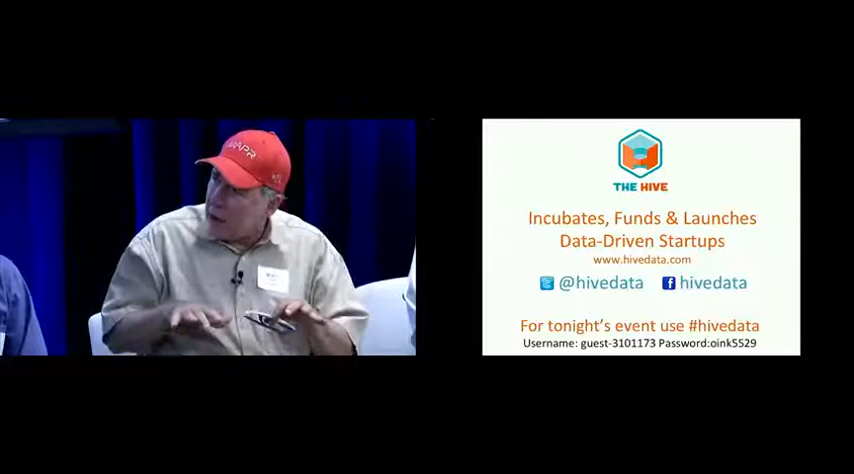 MAPR
THE HIVE
Incubates, Funds & Launches
Data-Driven Startups
www.hivedata.com
@hivedata hivedata
For tonight's event use #hivedata
Username: guest-3101173 Password:oink5529